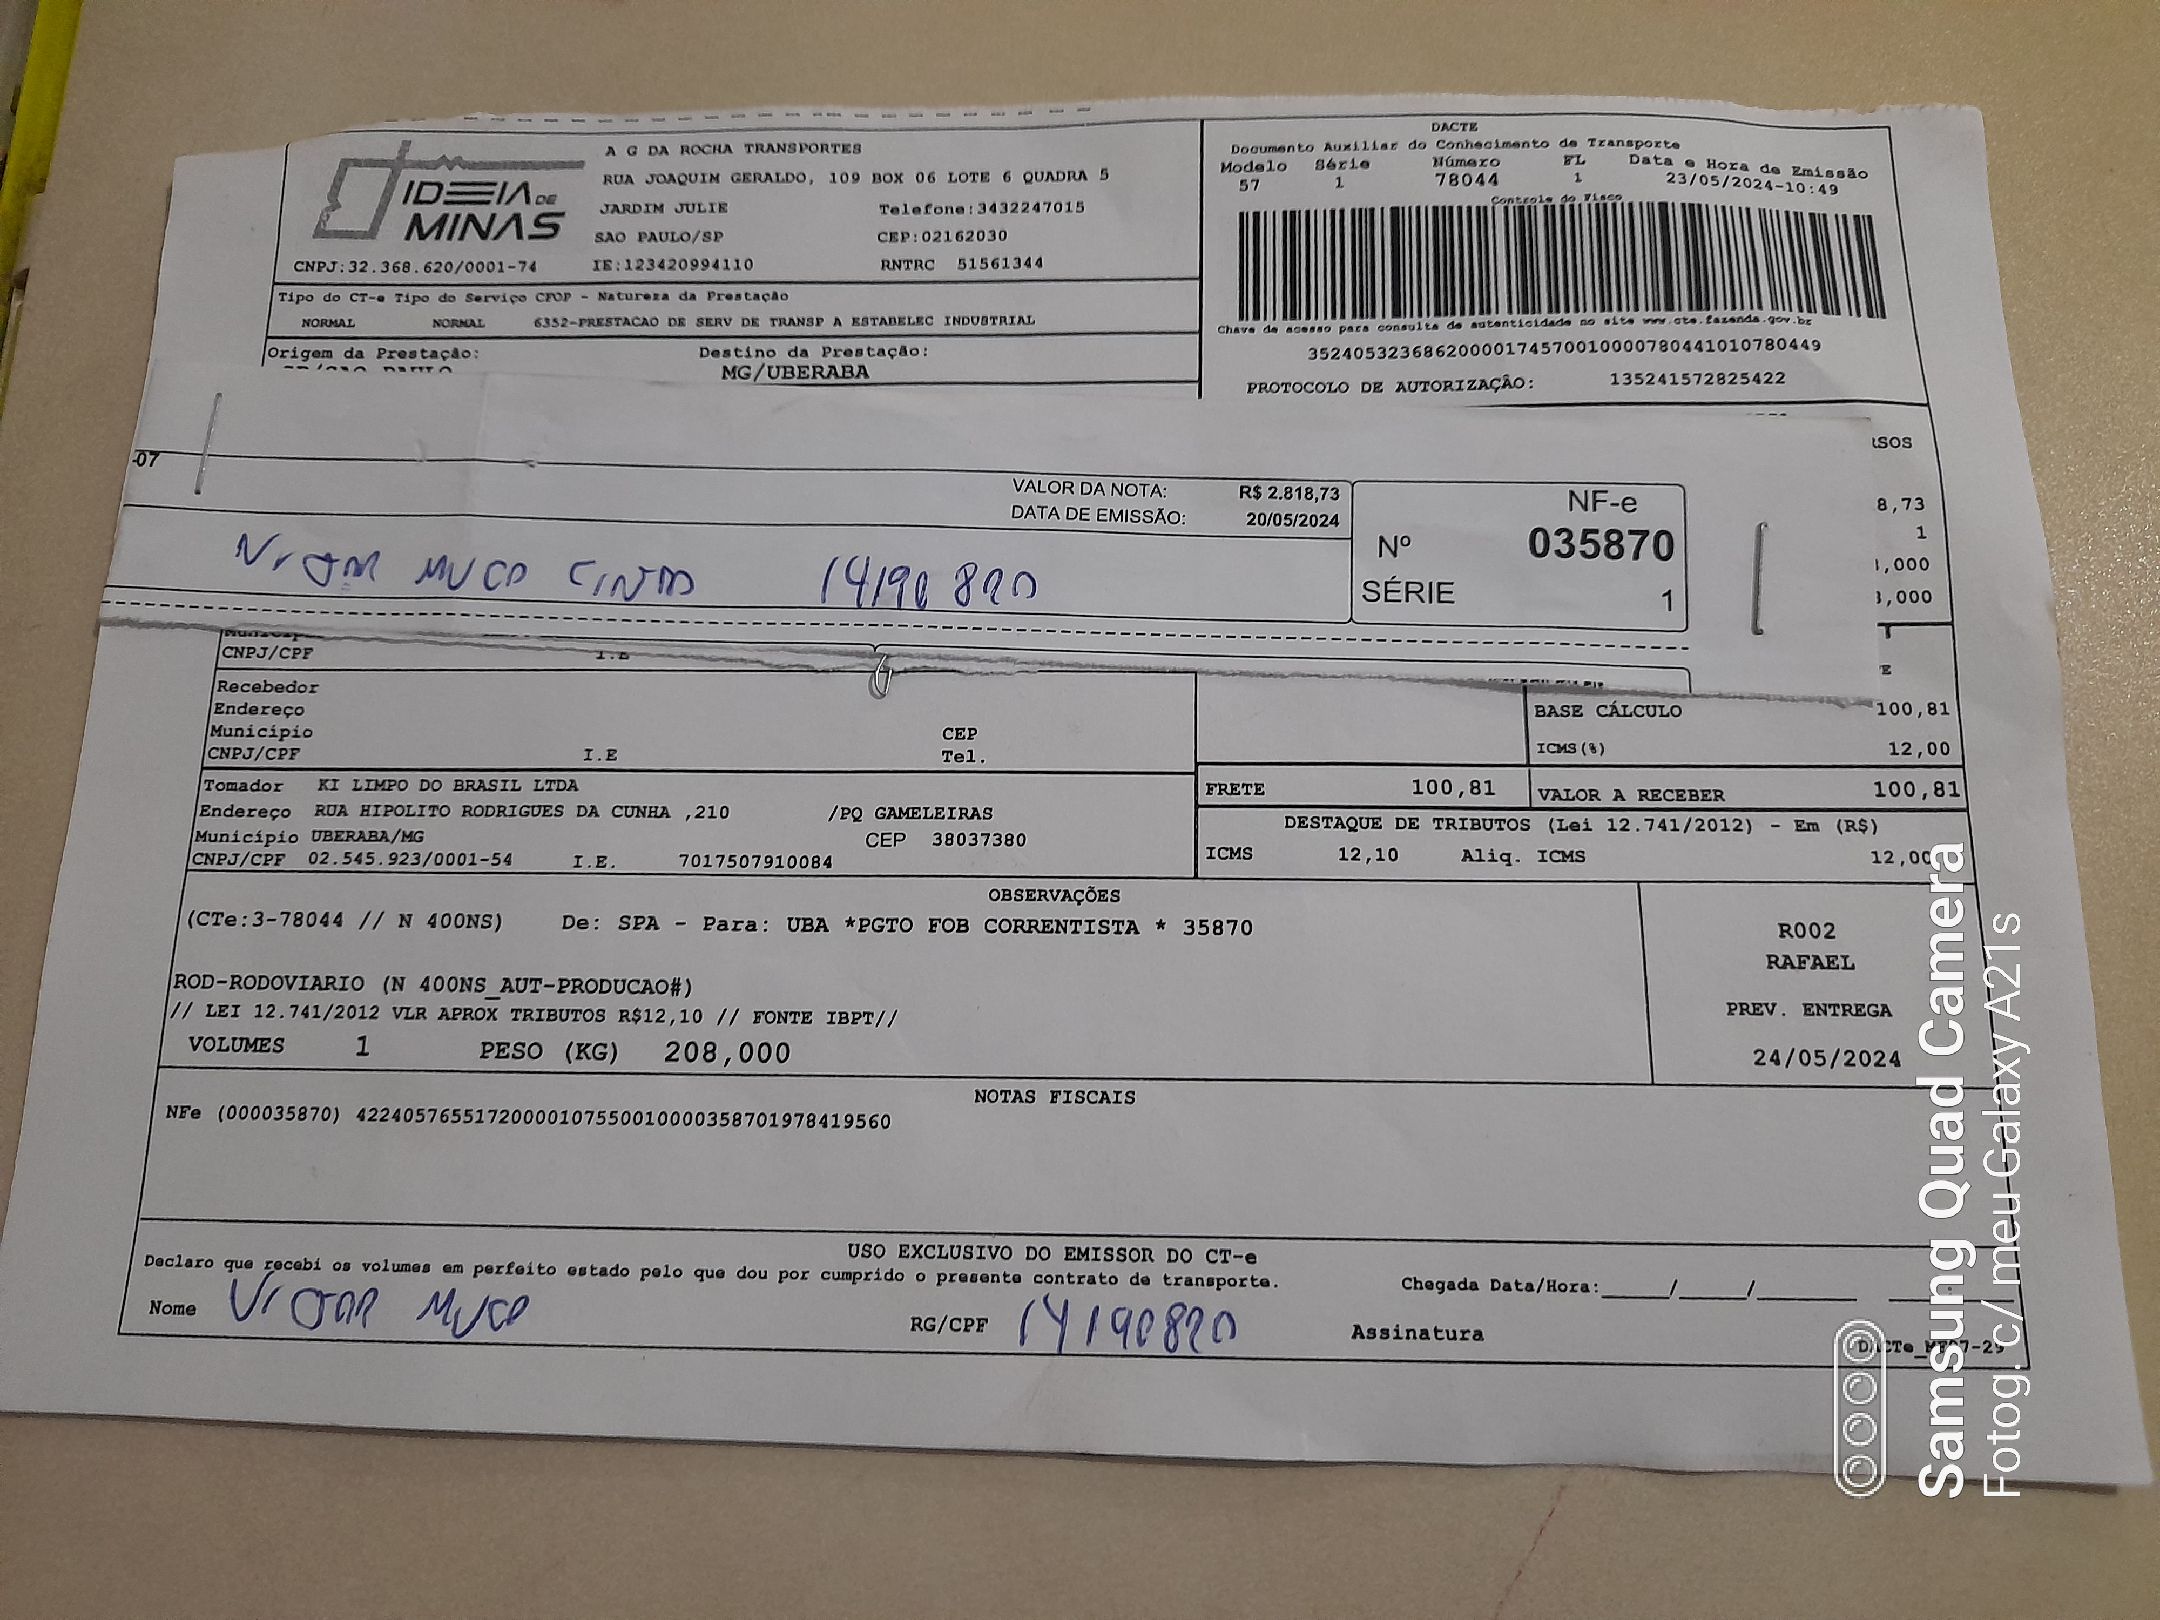 IDEIA DE MINAS
A G DA ROCHA TRANSPORTES
RUA JOAQUIM GERALDO, 109 BOX 06 LOTE 6 QUADRA 5
JARDIM JULIE Telefone:3432247015
SAO PAULO/SP CEP:02162030
CNPJ:32.368.620/0001-74 IE:123420994110 RNTRC 51561344
Tipo do CT-e Tipo do Serviço CFOP - Natureza da Prestação
NORMAL NORMAL 6352-PRESTACAO DE SERV DE TRANSP A ESTABELEC INDUSTRIAL
Origem da Prestação: Destino da Prestação:
MG/UBERABA
DACTE
Documento Auxiliar do Conhecimento de Transporte
Modelo Série Número FL Data e Hora de Emissão
57 1 78044 1 23/05/2024-10:49
Controle do Fisco
Chave de acesso para consulta de autenticidade no site www.cte.fazenda.gov.br
35240532368620000174570010000780441010780449
PROTOCOLO DE AUTORIZAÇÃO: 135241572825422
-07
VALOR DA NOTA: R$ 2.818,73
DATA DE EMISSÃO: 20/05/2024
NF-e
Nº 035870
SÉRIE 1
14190820
8,73
1
CNPJ/CPF I.E
Recebedor
Endereço
Município CEP
CNPJ/CPF I.E Tel.
BASE CÁLCULO 100,81
ICMS(%) 12,00
FRETE 100,81 VALOR A RECEBER 100,81
Tomador KI LIMPO DO BRASIL LTDA
Endereço RUA HIPOLITO RODRIGUES DA CUNHA ,210 /PQ GAMELEIRAS
Município UBERABA/MG CEP 38037380
CNPJ/CPF 02.545.923/0001-54 I.E. 7017507910084
DESTAQUE DE TRIBUTOS (Lei 12.741/2012) - Em (R$)
ICMS 12,10 Aliq. ICMS 12,00
OBSERVAÇÕES
(CTe:3-78044 // N 400NS) De: SPA - Para: UBA *PGTO FOB CORRENTISTA * 35870
ROD-RODOVIARIO (N 400NS_AUT-PRODUCAO#)
// LEI 12.741/2012 VLR APROX TRIBUTOS R$12,10 // FONTE IBPT//
VOLUMES 1 PESO (KG) 208,000
R002
RAFAEL
PREV. ENTREGA
24/05/2024
NOTAS FISCAIS
NFe (000035870) 42240576551720000107550010000358701978419560
USO EXCLUSIVO DO EMISSOR DO CT-e
Declaro que recebi os volumes em perfeito estado pelo que dou por cumprido o presente contrato de transporte.
Chegada Data/Hora:_____/_____/________
Nome RG/CPF 14190820 Assinatura
Samsung Quad Camera
Fotog. c/ meu Galaxy A21s